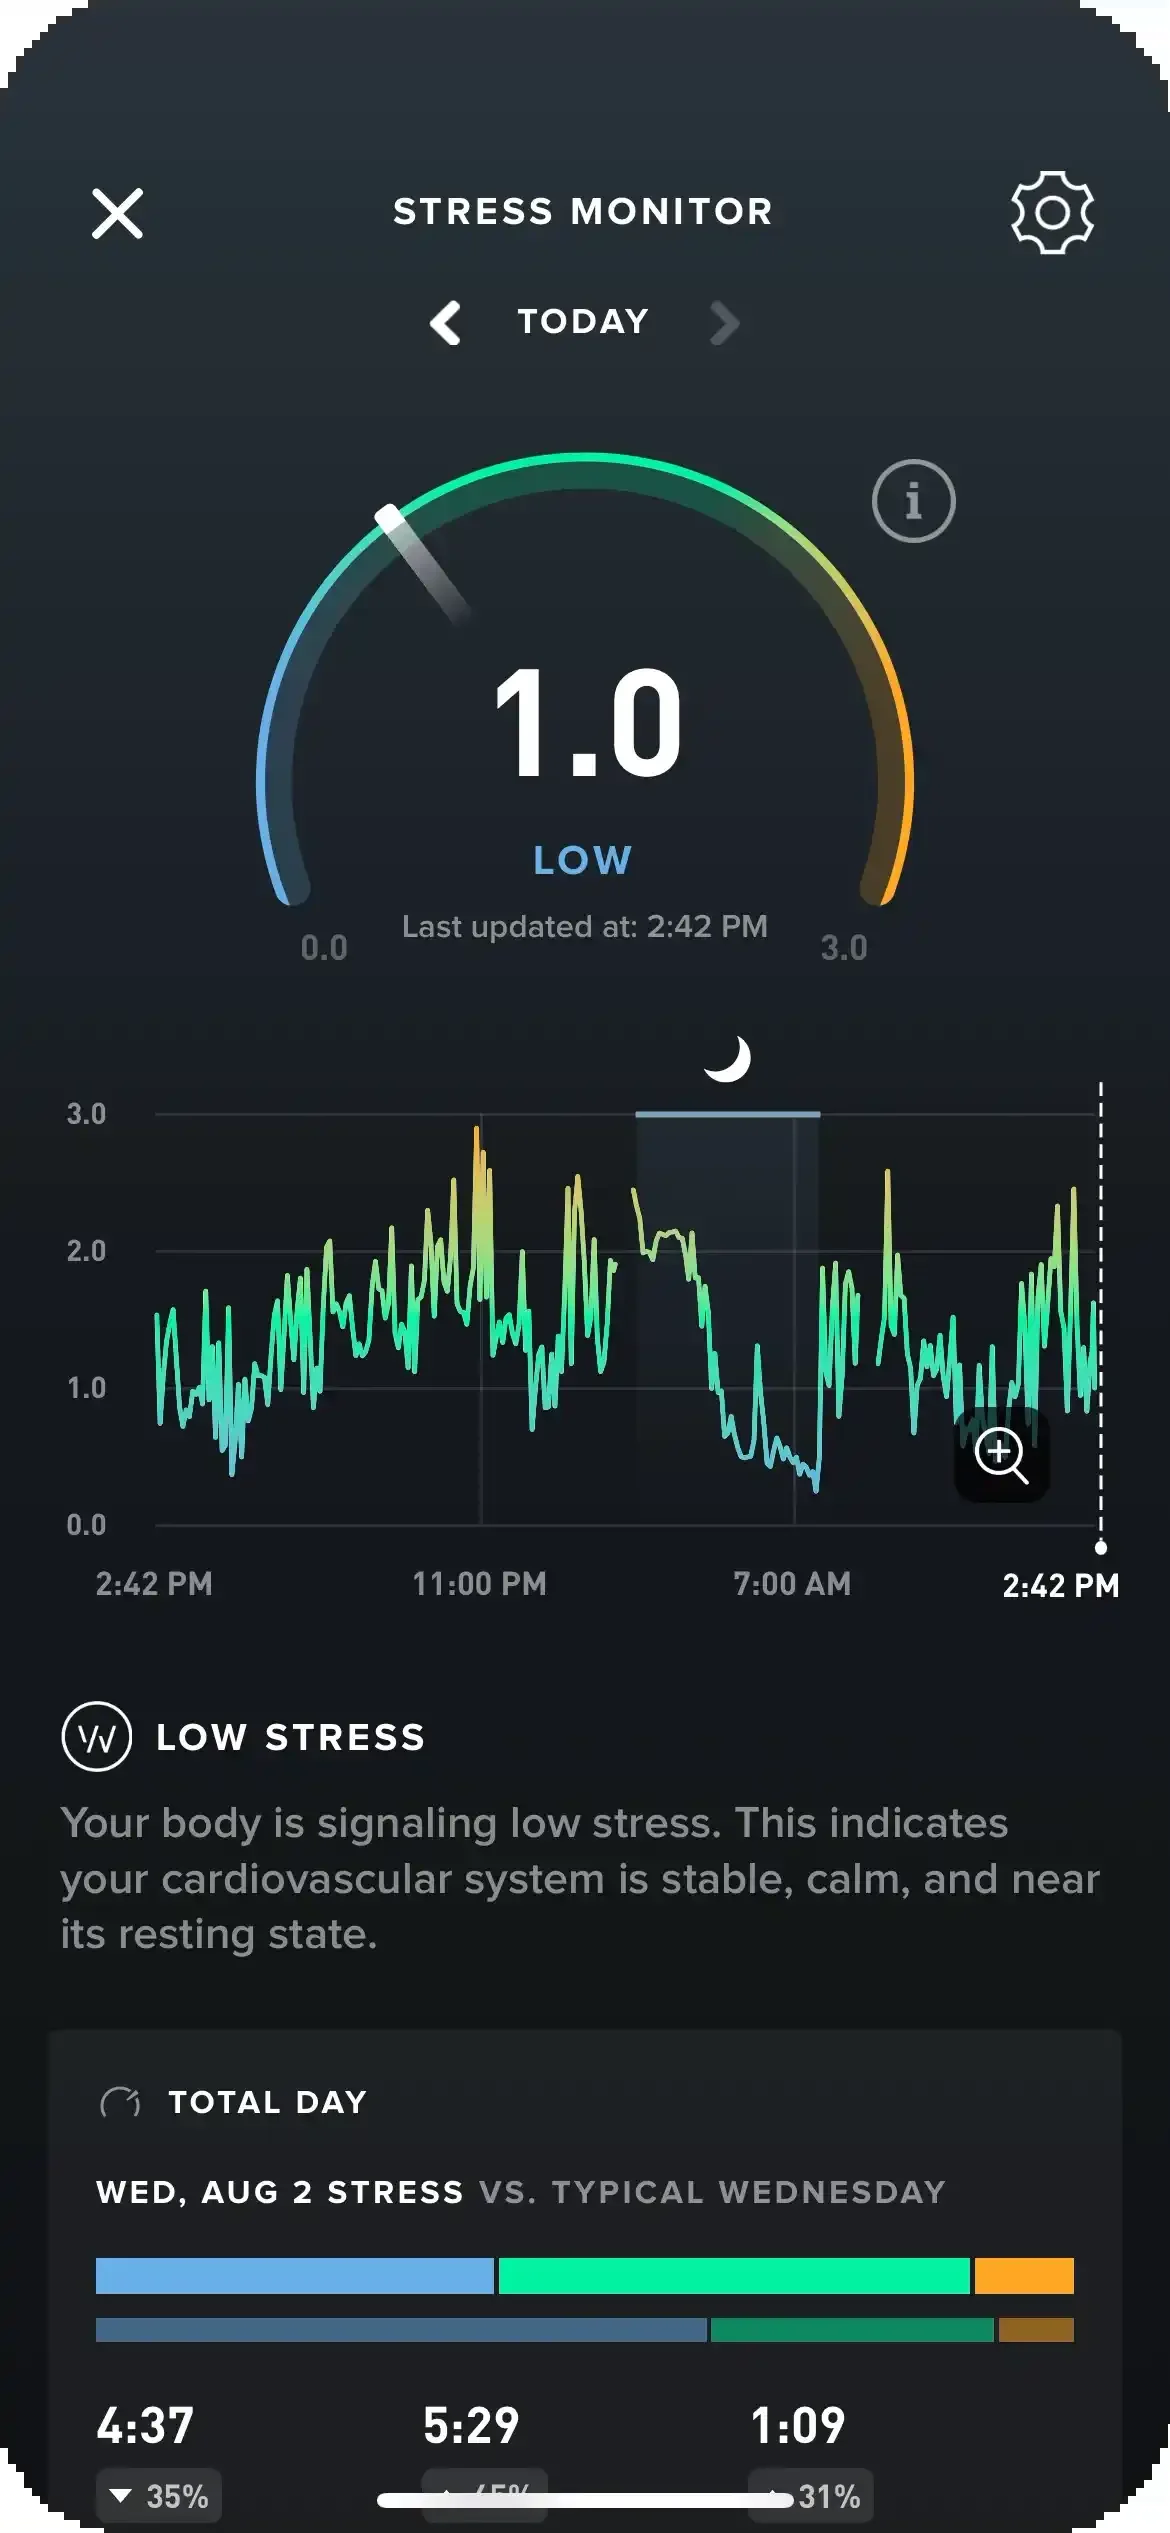 STRESS MONITOR
TODAY
1.0
LOW
Last updated at: 2:42 PM
0.0 3.0
3.0
2.0
1.0
0.0
2:42 PM 11:00 PM 7:00 AM 2:42 PM
LOW STRESS
Your body is signaling low stress. This indicates
your cardiovascular system is stable, calm, and near
its resting state.
TOTAL DAY
WED, AUG 2 STRESS VS. TYPICAL WEDNESDAY
4:37 5:29 1:09
35% 31%